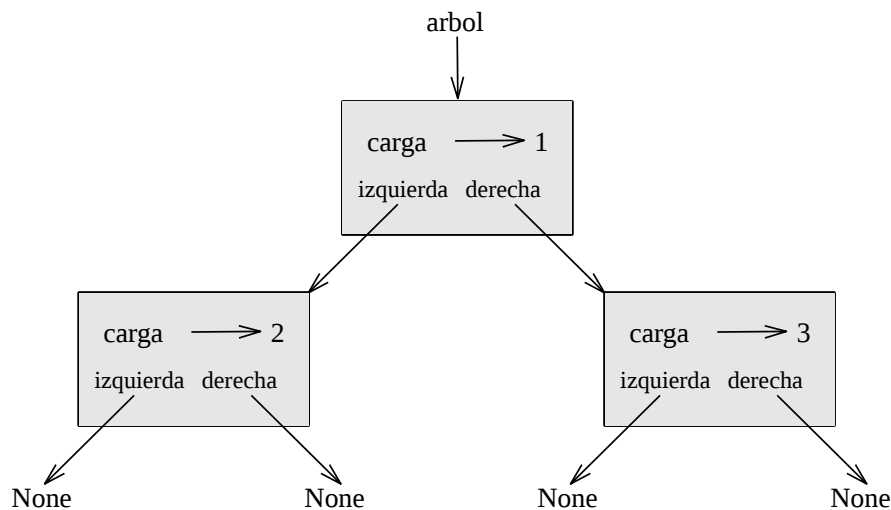 arbol
carga 1
izquierda derecha
carga 2
carga 3
izquierda derecha
izquierda derecha
None None None None